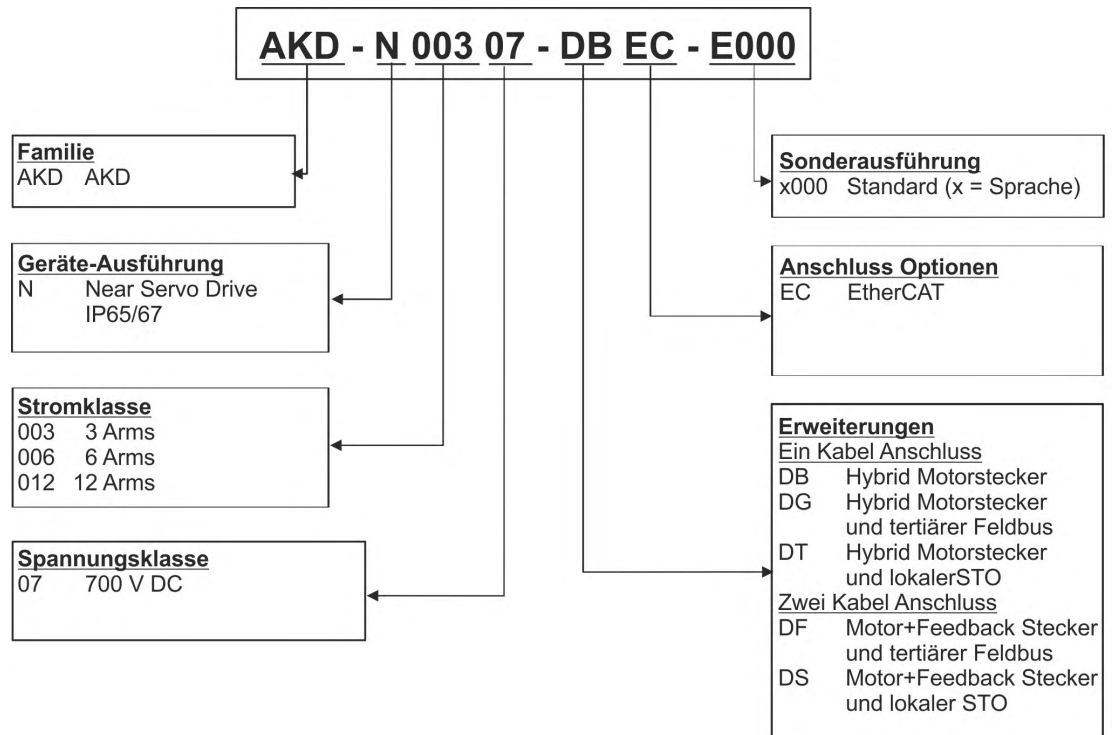 AKD - N 003 07 - DB EC - E000
Familie
AKD AKD
Geräte-Ausführung
N Near Servo Drive
IP65/67
Stromklasse
003 3 Arms
006 6 Arms
012 12 Arms
Spannungsklasse
07 700 V DC
Sonderausführung
x000 Standard (x = Sprache)
Anschluss Optionen
EC EtherCAT
Erweiterungen
Ein Kabel Anschluss
DB Hybrid Motorstecker
DG Hybrid Motorstecker
und tertiärer Feldbus
DT Hybrid Motorstecker
und lokalerSTO
Zwei Kabel Anschluss
DF Motor+Feedback Stecker
und tertiärer Feldbus
DS Motor+Feedback Stecker
und lokaler STO